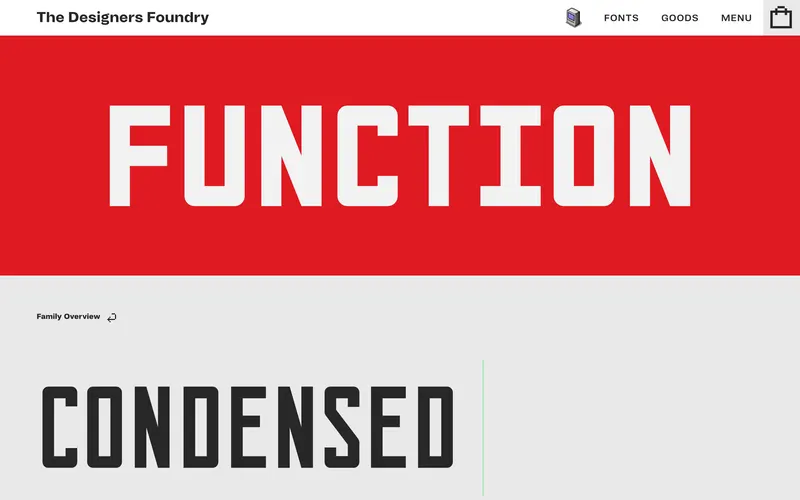 The Designers Foundry
FONTS GOODS MENU
FUNCTION
Family Overview
CONDENSED